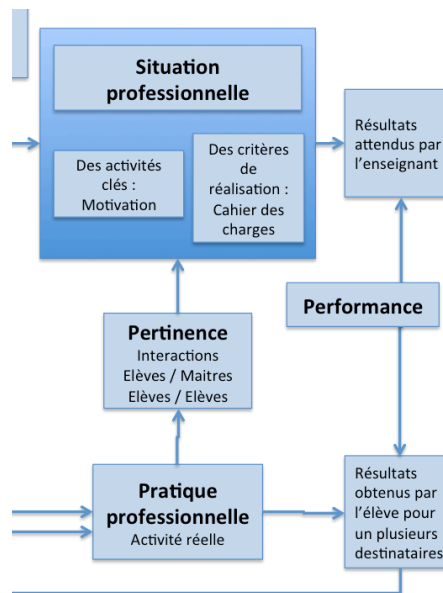 Situation
professionnelle
Des activités
clés :
Motivation
Des critères
de
réalisation :
Cahier des
charges
Résultats
attendus par
l'enseignant
Performance
Pertinence
Interactions
Elèves / Maitres
Elèves / Elèves
Pratique
professionnelle
Activité réelle
Résultats
obtenus par
l'élève pour
un plusieurs
destinataires